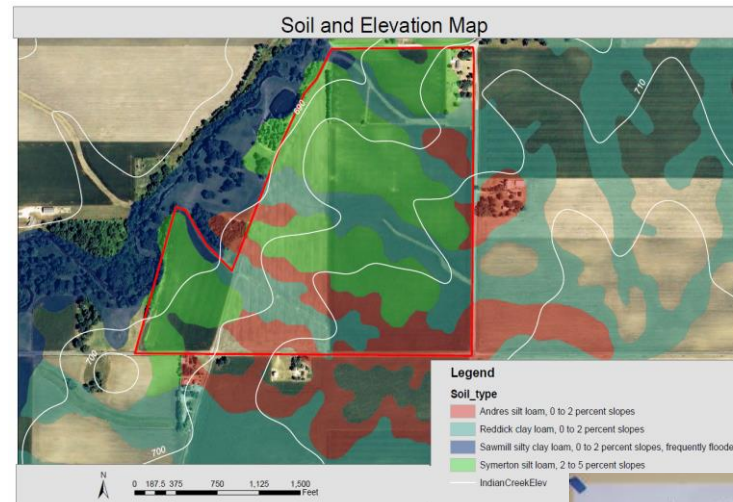 Soil and Elevation Map
710
690
700
700
Legend
Soil_type
Andres silt loam, 0 to 2 percent slopes
Reddick clay loam, 0 to 2 percent slopes
Sawmill silty clay loam, 0 to 2 percent slopes, frequently floode
Symerton silt loam, 2 to 5 percent slopes
IndianCreekElev
N
0 187.5 375 750 1,125 1,500
Feet